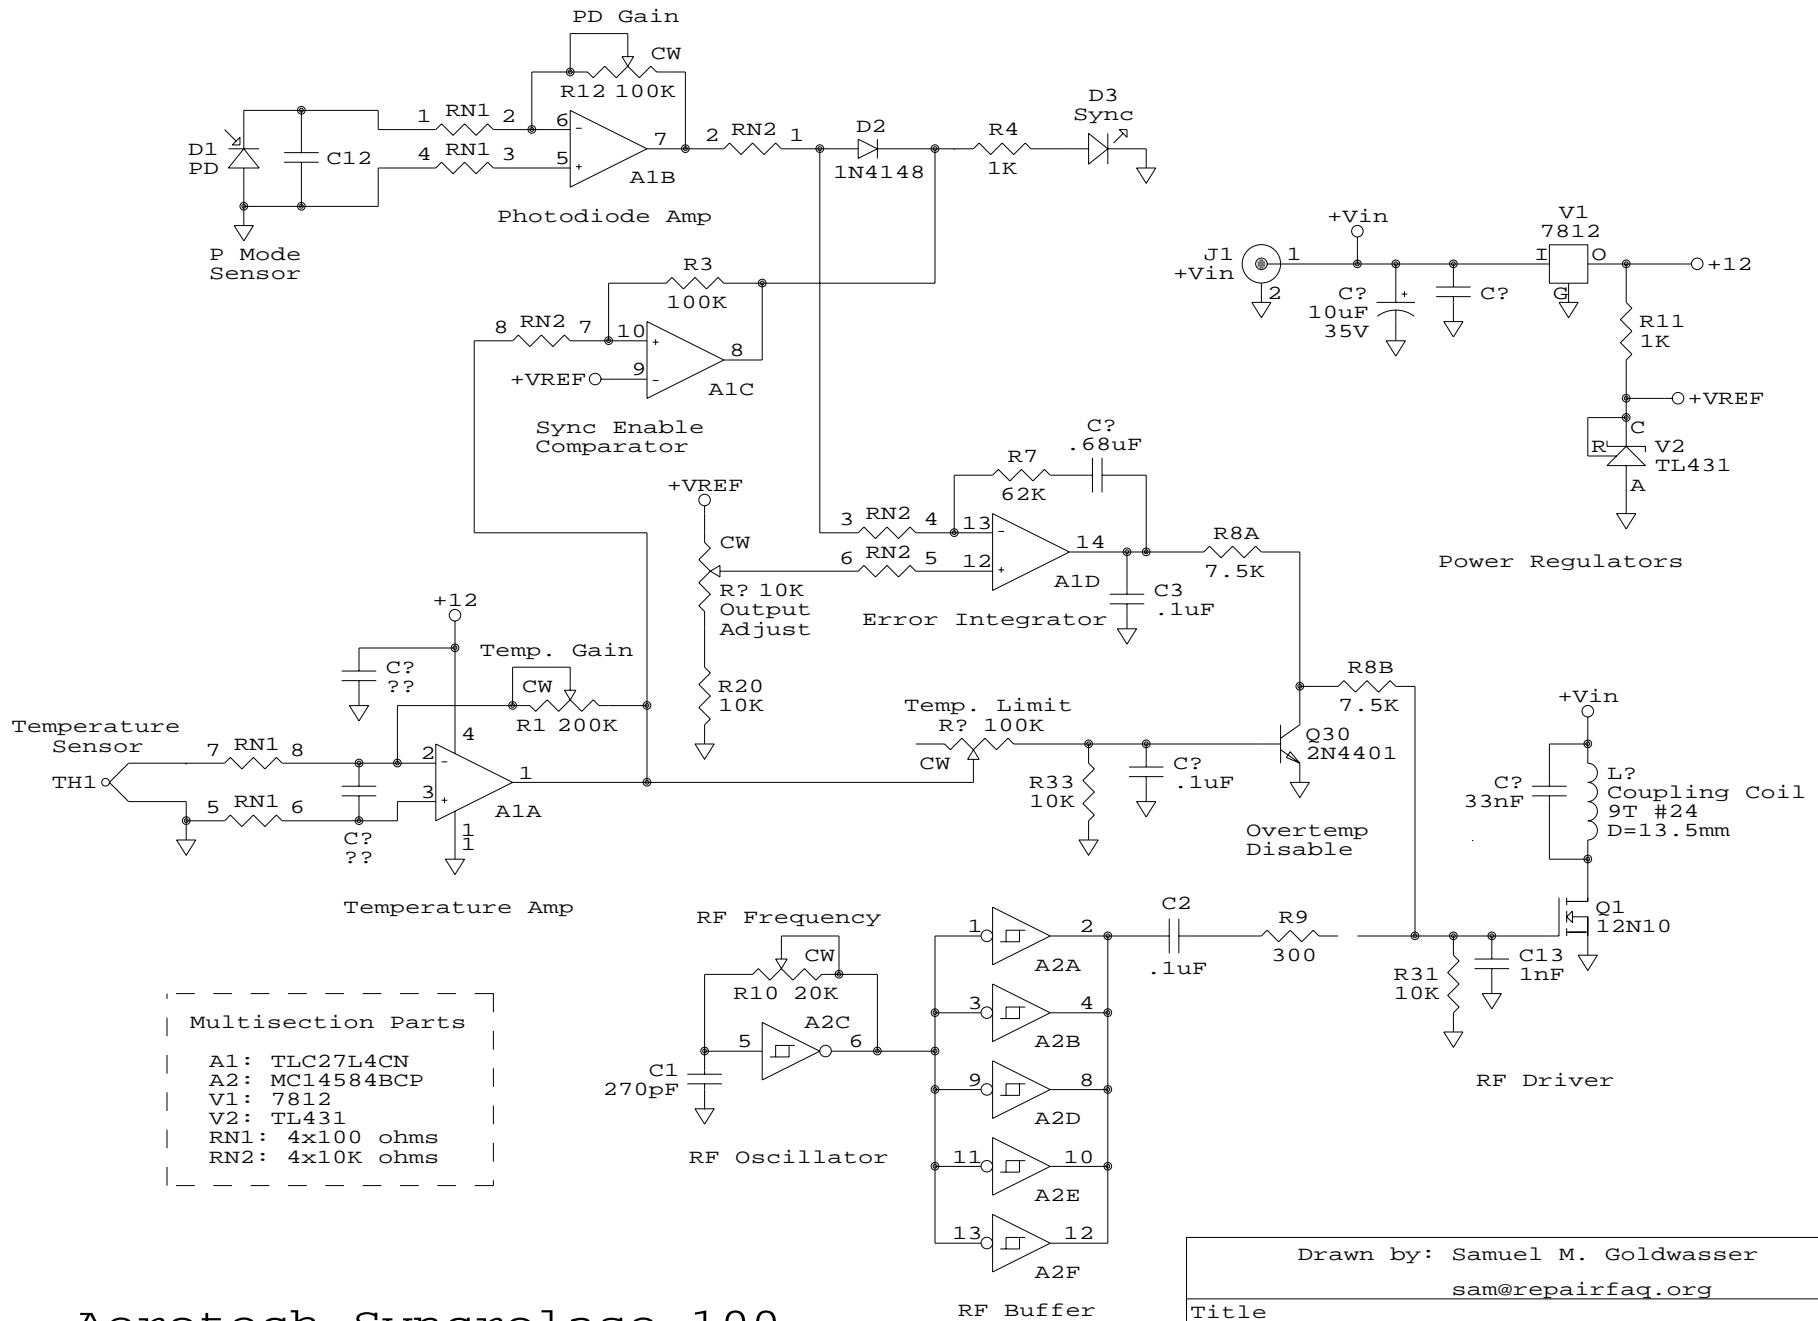 PD Gain
CW
R12 100K
1 RN1 2
6
-
D1
PD
C12
4 RN1 3
5
+
7
A1B
2 RN2 1
D2
1N4148
R4
1K
D3
Sync
Photodiode Amp
P Mode
Sensor
R3
100K
8 RN2 7
10
+
+VREF
9
-
8
A1C
Sync Enable
Comparator
+Vin
J1
+Vin
1
2
C?
10uF
35V
+
C?
V1
7812
I
O
G
+12
R11
1K
+VREF
C
R
V2
TL431
A
Power Regulators
+VREF
CW
R? 10K
Output
Adjust
R20
10K
C?
.68uF
R7
62K
3 RN2 4
13
-
6 RN2 5
12
+
14
A1D
C3
.1uF
R8A
7.5K
Error Integrator
+12
C?
??
Temp. Gain
CW
R1 200K
Temperature
Sensor
TH1
7 RN1 8
5 RN1 6
C?
??
2
-
3
+
4
1
A1A
1
1
Temperature Amp
Temp. Limit
R? 100K
CW
R33
10K
C?
.1uF
Q30
2N4401
R8B
7.5K
Overtemp
Disable
+Vin
C?
33nF
L?
Coupling Coil
9T #24
D=13.5mm
Q1
12N10
RF Frequency
CW
R10 20K
A2C
5
6
C1
270pF
RF Oscillator
1
2
A2A
3
4
A2B
9
8
A2D
11
10
A2E
13
12
A2F
RF Buffer
C2
.1uF
R9
300
R31
10K
C13
1nF
RF Driver
Multisection Parts
A1: TLC27L4CN
A2: MC14584BCP
V1: 7812
V2: TL431
RN1: 4x100 ohms
RN2: 4x10K ohms
Drawn by: Samuel M. Goldwasser
sam@repairfaq.org
Title
Aerotech Syncrolase 100